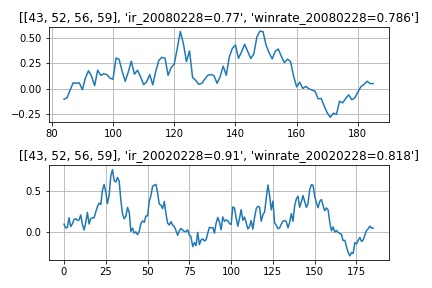 [[43, 52, 56, 59], 'ir_20080228=0.77', 'winrate_20080228=0.786']
0.50
0.25
0.00
−0.25
80 100 120 140 160 180
[[43, 52, 56, 59], 'ir_20020228=0.91', 'winrate_20020228=0.818']
0.5
0.0
0 25 50 75 100 125 150 175